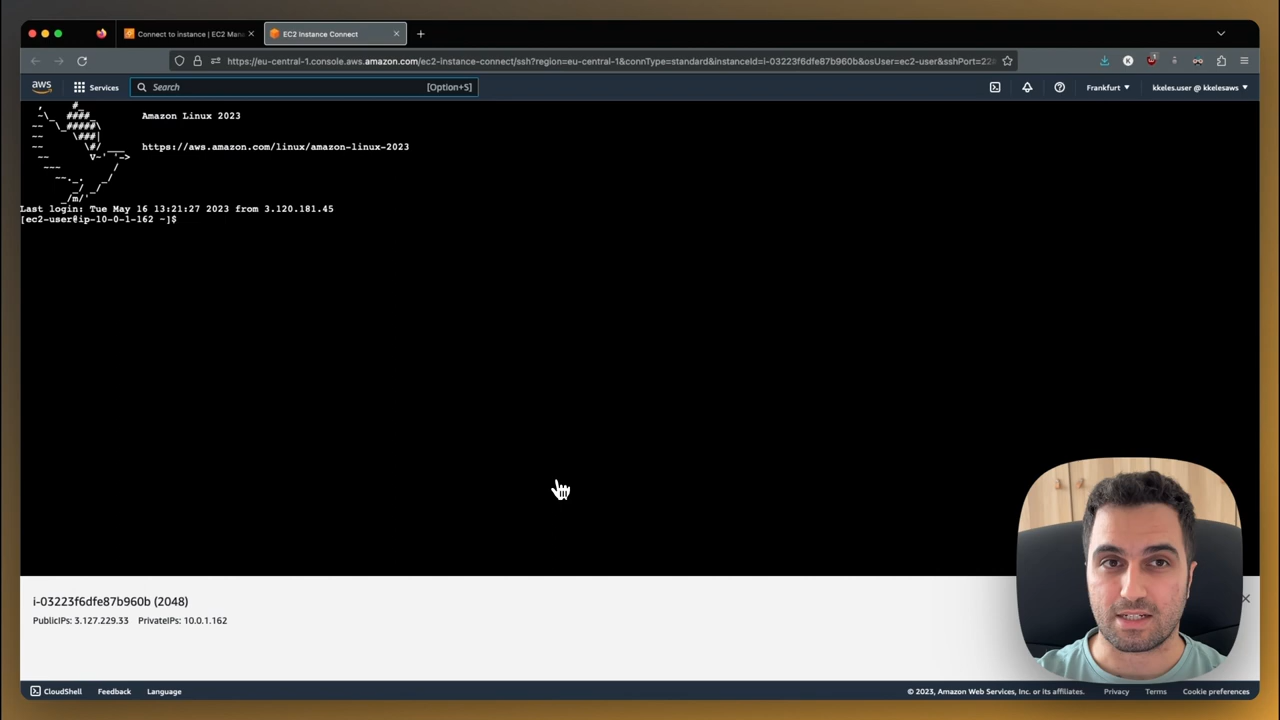 Connect to instance | EC2 Man
EC2 Instance Connect
https://eu-central-1.console.aws.amazon.com/ec2-instance-connect/ssh?region=eu-central-1&connType=standard&instanceId=i-03223f6dfe87b960b&osUser=ec2-user&sshPort=22
aws
Services
Search
[Option+S]
Frankfurt
kkeles.user @ kkelesaws
, #_
~\_ ####_ Amazon Linux 2023
~~ \_#####\
~~ \###|
~~ \#/ ___ https://aws.amazon.com/linux/amazon-linux-2023
~~ V~' '->
~~~ /
~~._. _/
_/ _/
_/m/'
Last login: Tue May 16 13:21:27 2023 from 3.120.181.45
[ec2-user@ip-10-0-1-162 ~]$
i-03223f6dfe87b960b (2048)
PublicIPs: 3.127.229.33 PrivateIPs: 10.0.1.162
CloudShell
Feedback
Language
© 2023, Amazon Web Services, Inc. or its affiliates.
Privacy
Terms
Cookie preferences